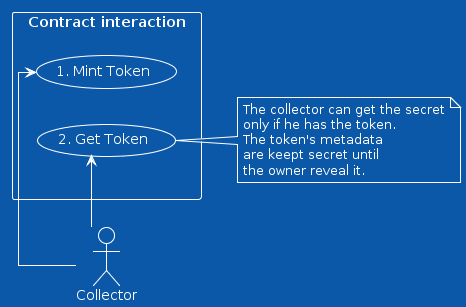 Contract interaction
1. Mint Token
2. Get Token
The collector can get the secret
only if he has the token.
The token's metadata
are keept secret until
the owner reveal it.
Collector